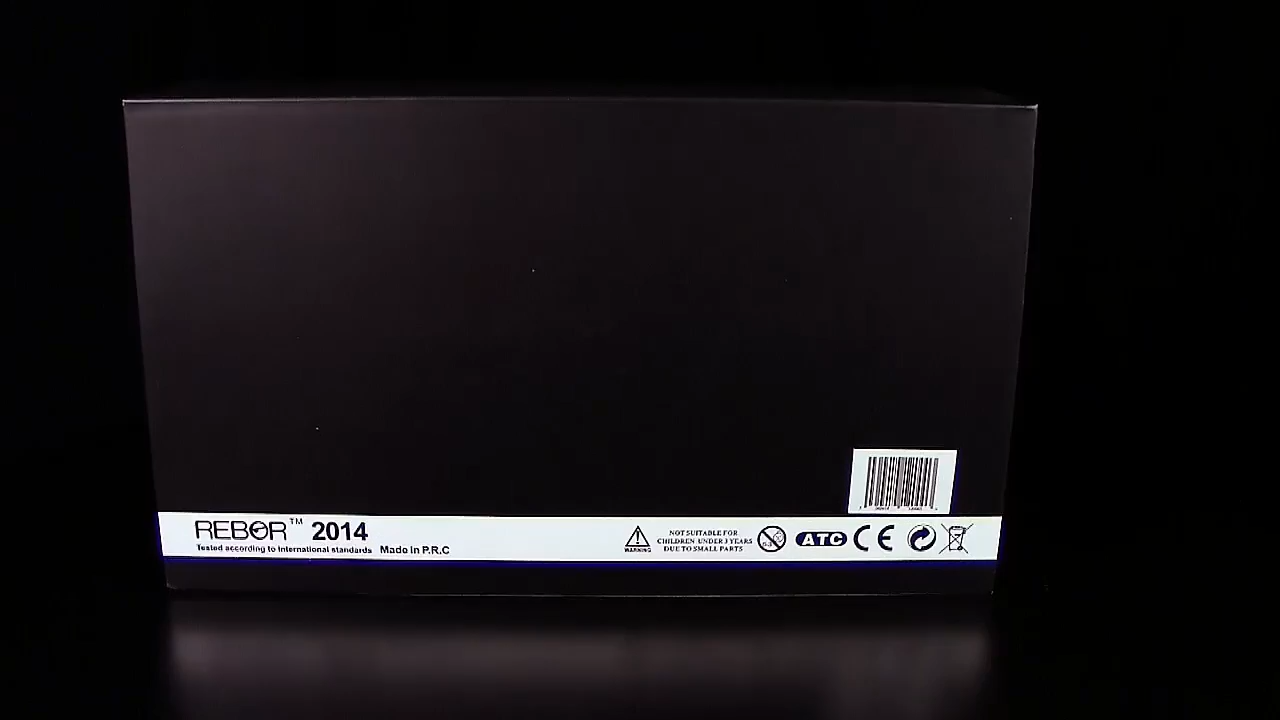 REBOR™ 2014
Tested according to International standards Made In P.R.C
WARNING
NOT SUITABLE FOR
CHILDREN UNDER 3 YEARS
DUE TO SMALL PARTS
ATC
CE